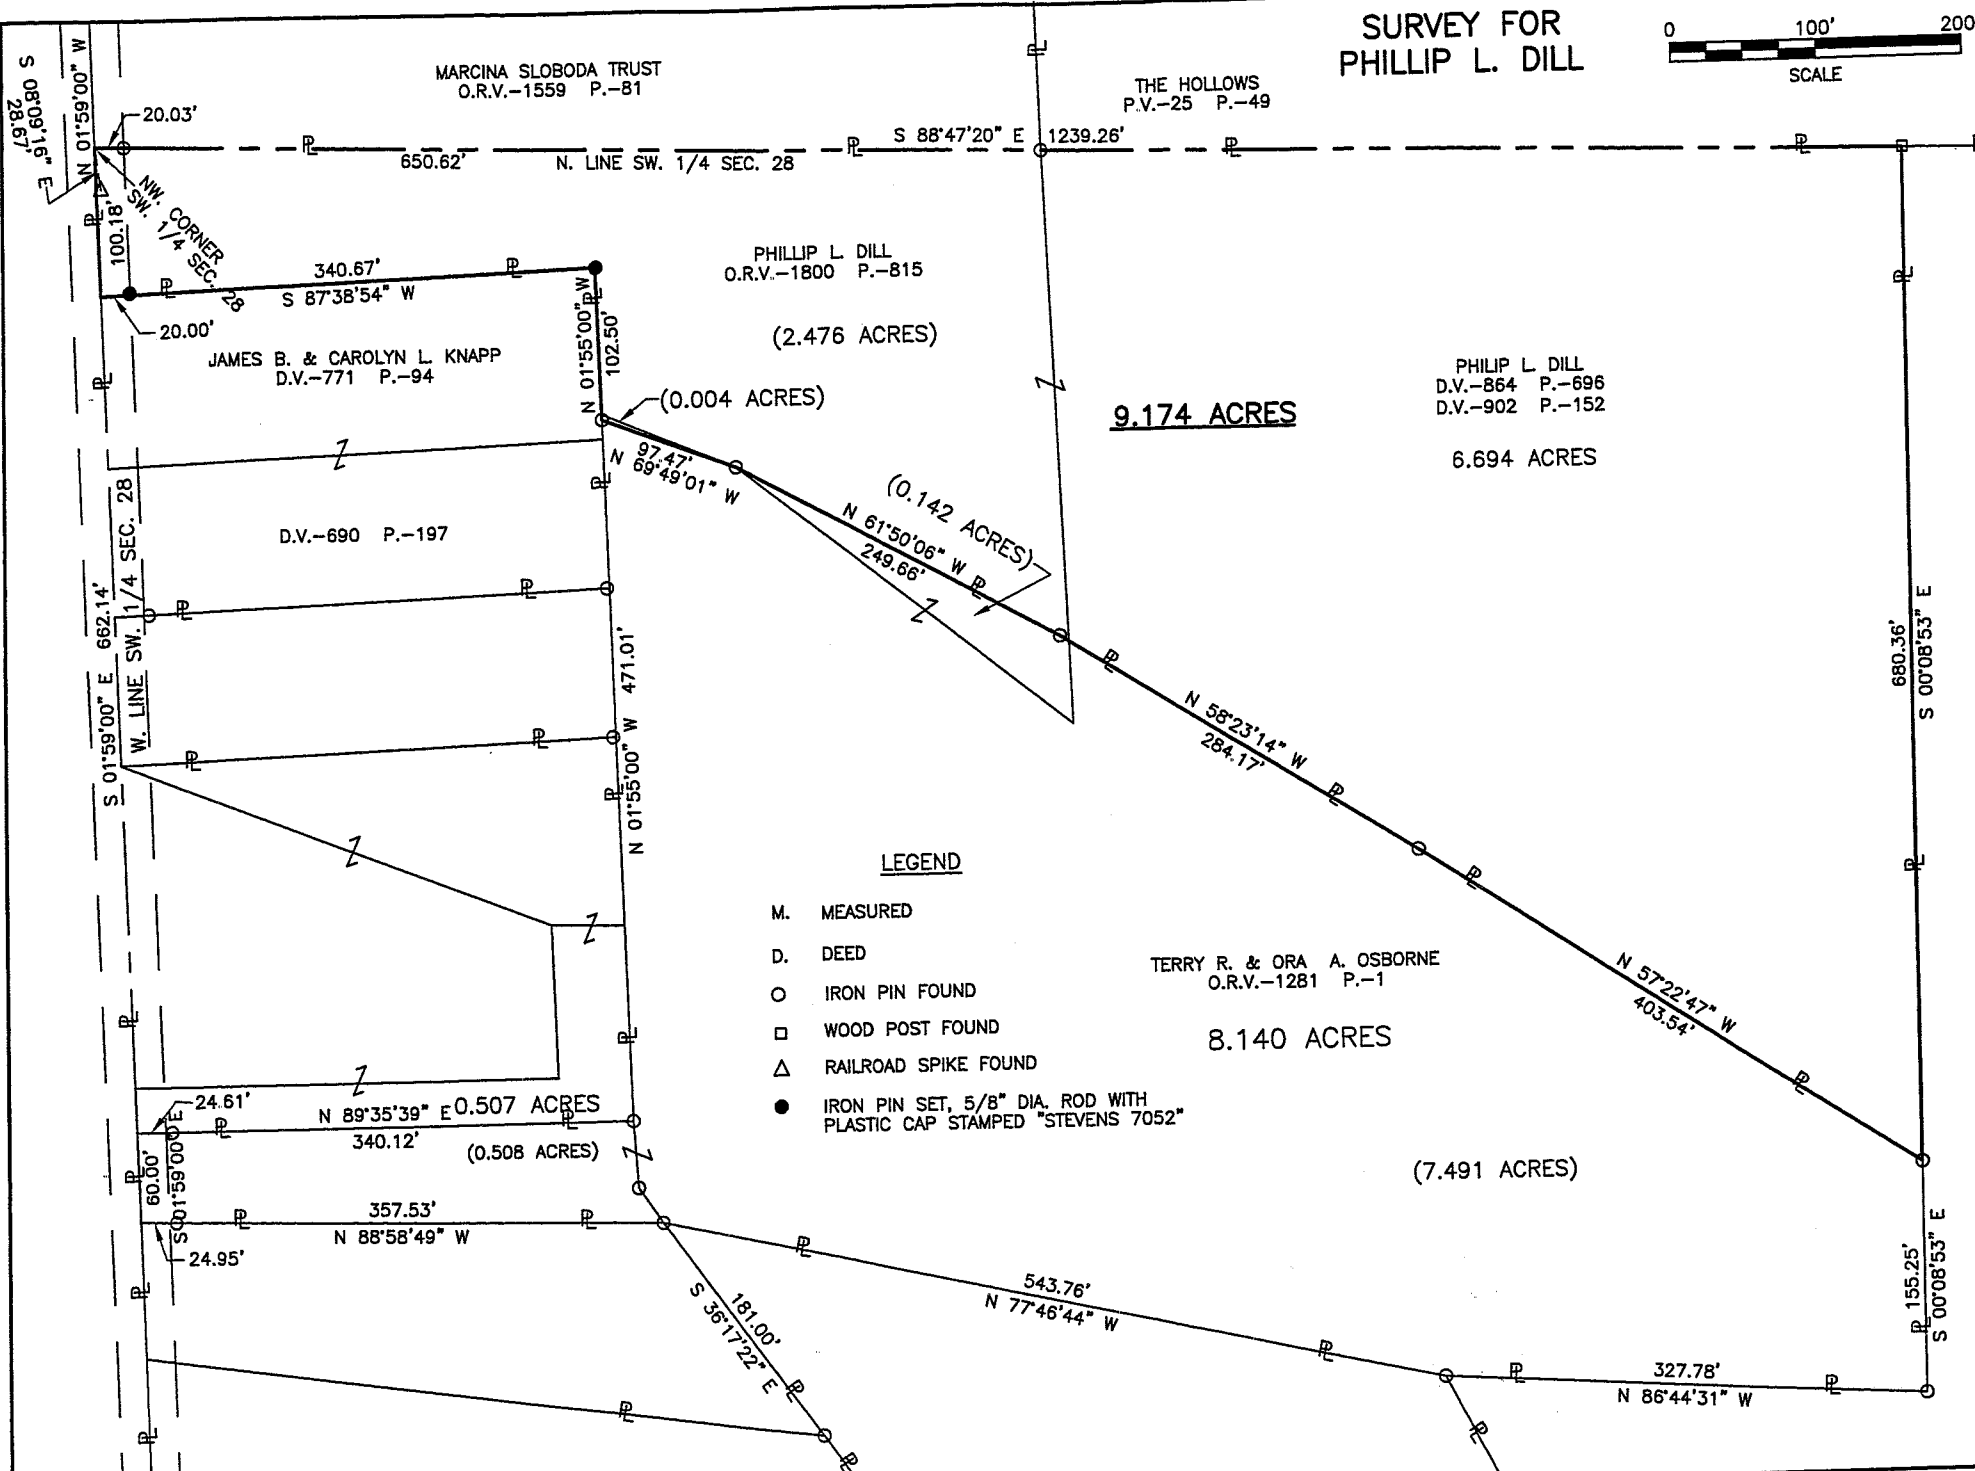 SURVEY FOR
PHILLIP L. DILL
0 100' 200
SCALE
MARCINA SLOBODA TRUST
O.R.V.-1559 P.-81
THE HOLLOWS
P.V.-25 P.-49
S 08°09'16" E
28.67'
N 01°59'00" W
20.03'
650.62'
N. LINE SW. 1/4 SEC. 28
S 88°47'20" E
1239.26'
NW. CORNER
SW. 1/4 SEC. 28
100.18'
340.67'
S 87°38'54" W
20.00'
PHILLIP L. DILL
O.R.V.-1800 P.-815
(2.476 ACRES)
JAMES B. & CAROLYN L. KNAPP
D.V.-771 P.-94
N 01°55'00" W
102.50'
(0.004 ACRES)
9.174 ACRES
PHILIP L. DILL
D.V.-864 P.-696
D.V.-902 P.-152
6.694 ACRES
97.47'
N 69°49'01" W
(0.142 ACRES)
N 61°50'06" W
249.66'
D.V.-690 P.-197
W. LINE SW. 1/4 SEC. 28
S 01°59'00" E 662.14'
N 01°55'00" W 471.01'
N 58°23'14" W
284.17'
680.36'
S 00°08'53" E
LEGEND
M. MEASURED
D. DEED
IRON PIN FOUND
WOOD POST FOUND
RAILROAD SPIKE FOUND
IRON PIN SET, 5/8" DIA. ROD WITH
PLASTIC CAP STAMPED "STEVENS 7052"
TERRY R. & ORA A. OSBORNE
O.R.V.-1281 P.-1
8.140 ACRES
N 57°22'47" W
403.54'
(7.491 ACRES)
24.61'
N 89°35'39" E
0.507 ACRES
340.12'
(0.508 ACRES)
60.00'
S 01°59'00" E
357.53'
N 88°58'49" W
24.95'
181.00'
S 36°17'22" E
543.76'
N 77°46'44" W
327.78'
N 86°44'31" W
155.25'
S 00°08'53" E